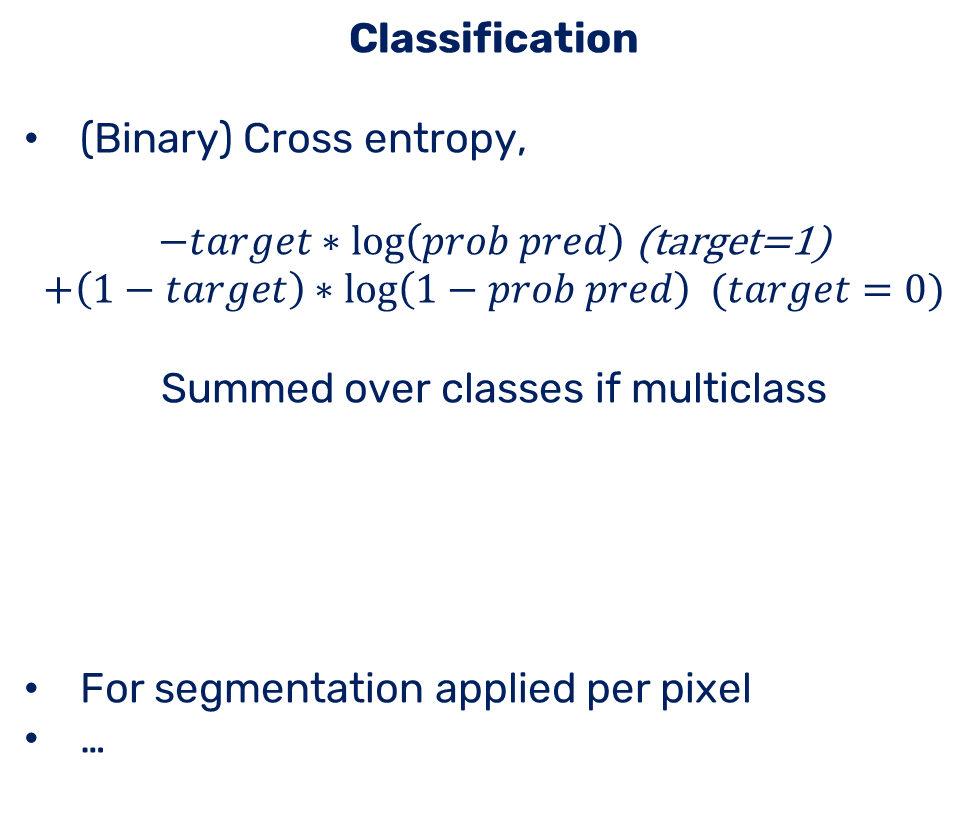 Classification
• (Binary) Cross entropy,
−target ∗ log(prob pred) (target=1)
+(1 − target) ∗ log(1 − prob pred) (target = 0)
Summed over classes if multiclass
• For segmentation applied per pixel
• …